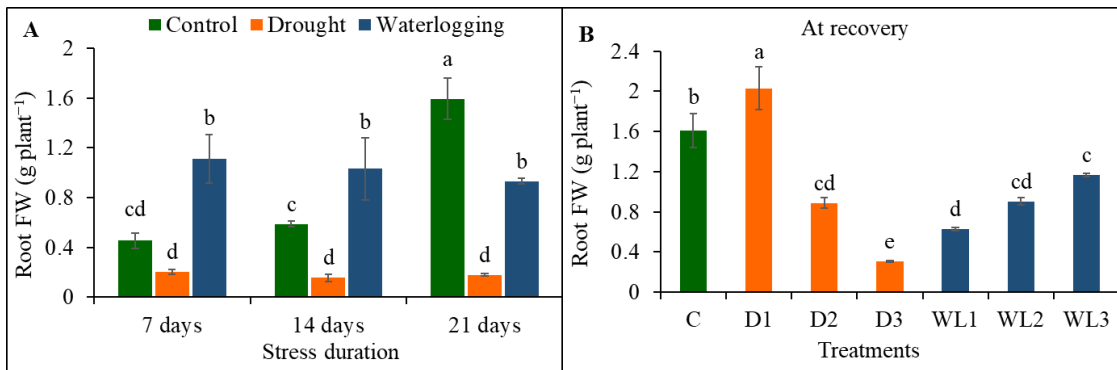 A
Control Drought Waterlogging
Root FW (g plant⁻¹)
2
1.6
1.2
0.8
0.4
0
cd d b
c d b
a d b
7 days 14 days 21 days
Stress duration
B
At recovery
Root FW (g plant⁻¹)
2.4
2
1.6
1.2
0.8
0.4
0
b a cd e d cd c
C D1 D2 D3 WL1 WL2 WL3
Treatments